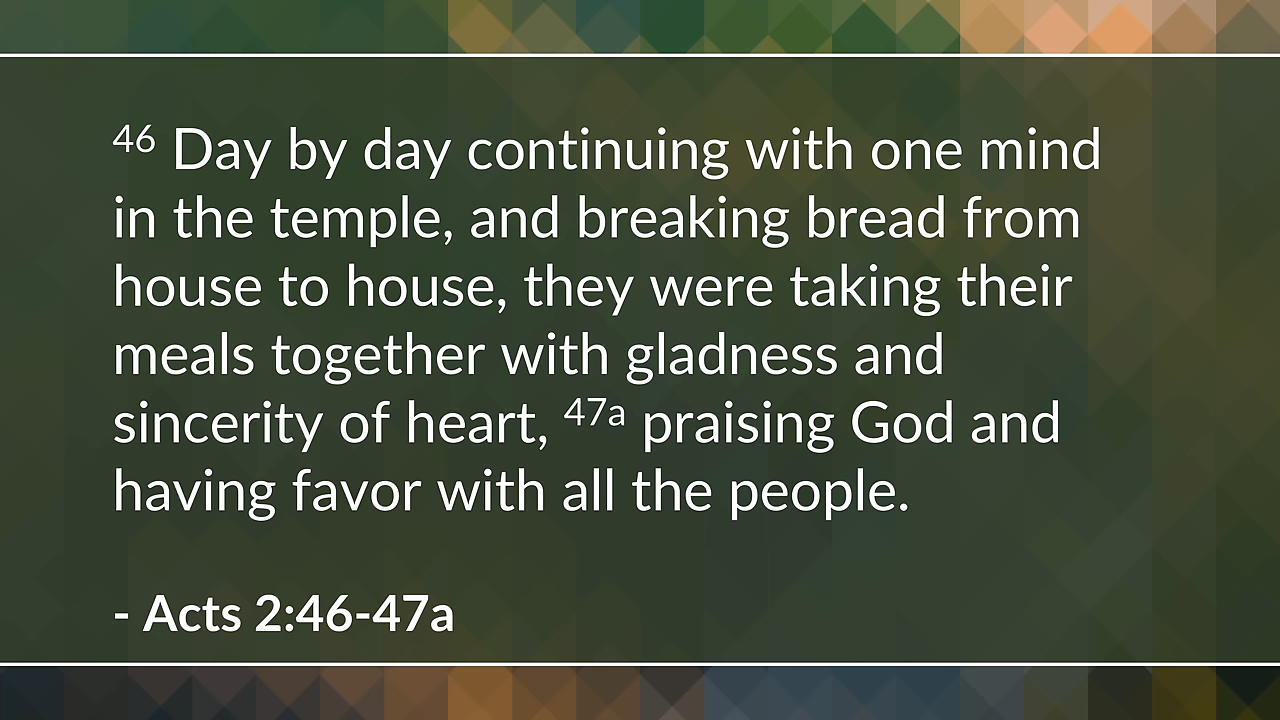 46 Day by day continuing with one mind
in the temple, and breaking bread from
house to house, they were taking their
meals together with gladness and
sincerity of heart, 47a praising God and
having favor with all the people.
- Acts 2:46-47a